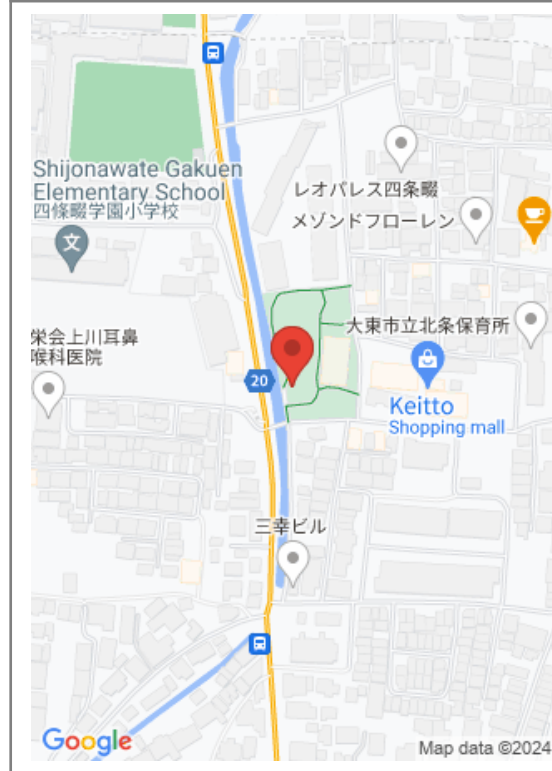 Shijonawate Gakuen
Elementary School
四條畷学園小学校
文
レオパレス四条畷
メゾンドフローレン
栄会上川耳鼻
喉科医院
大東市立北条保育所
20
Keitto
Shopping mall
三幸ビル
Google
Map data ©2024